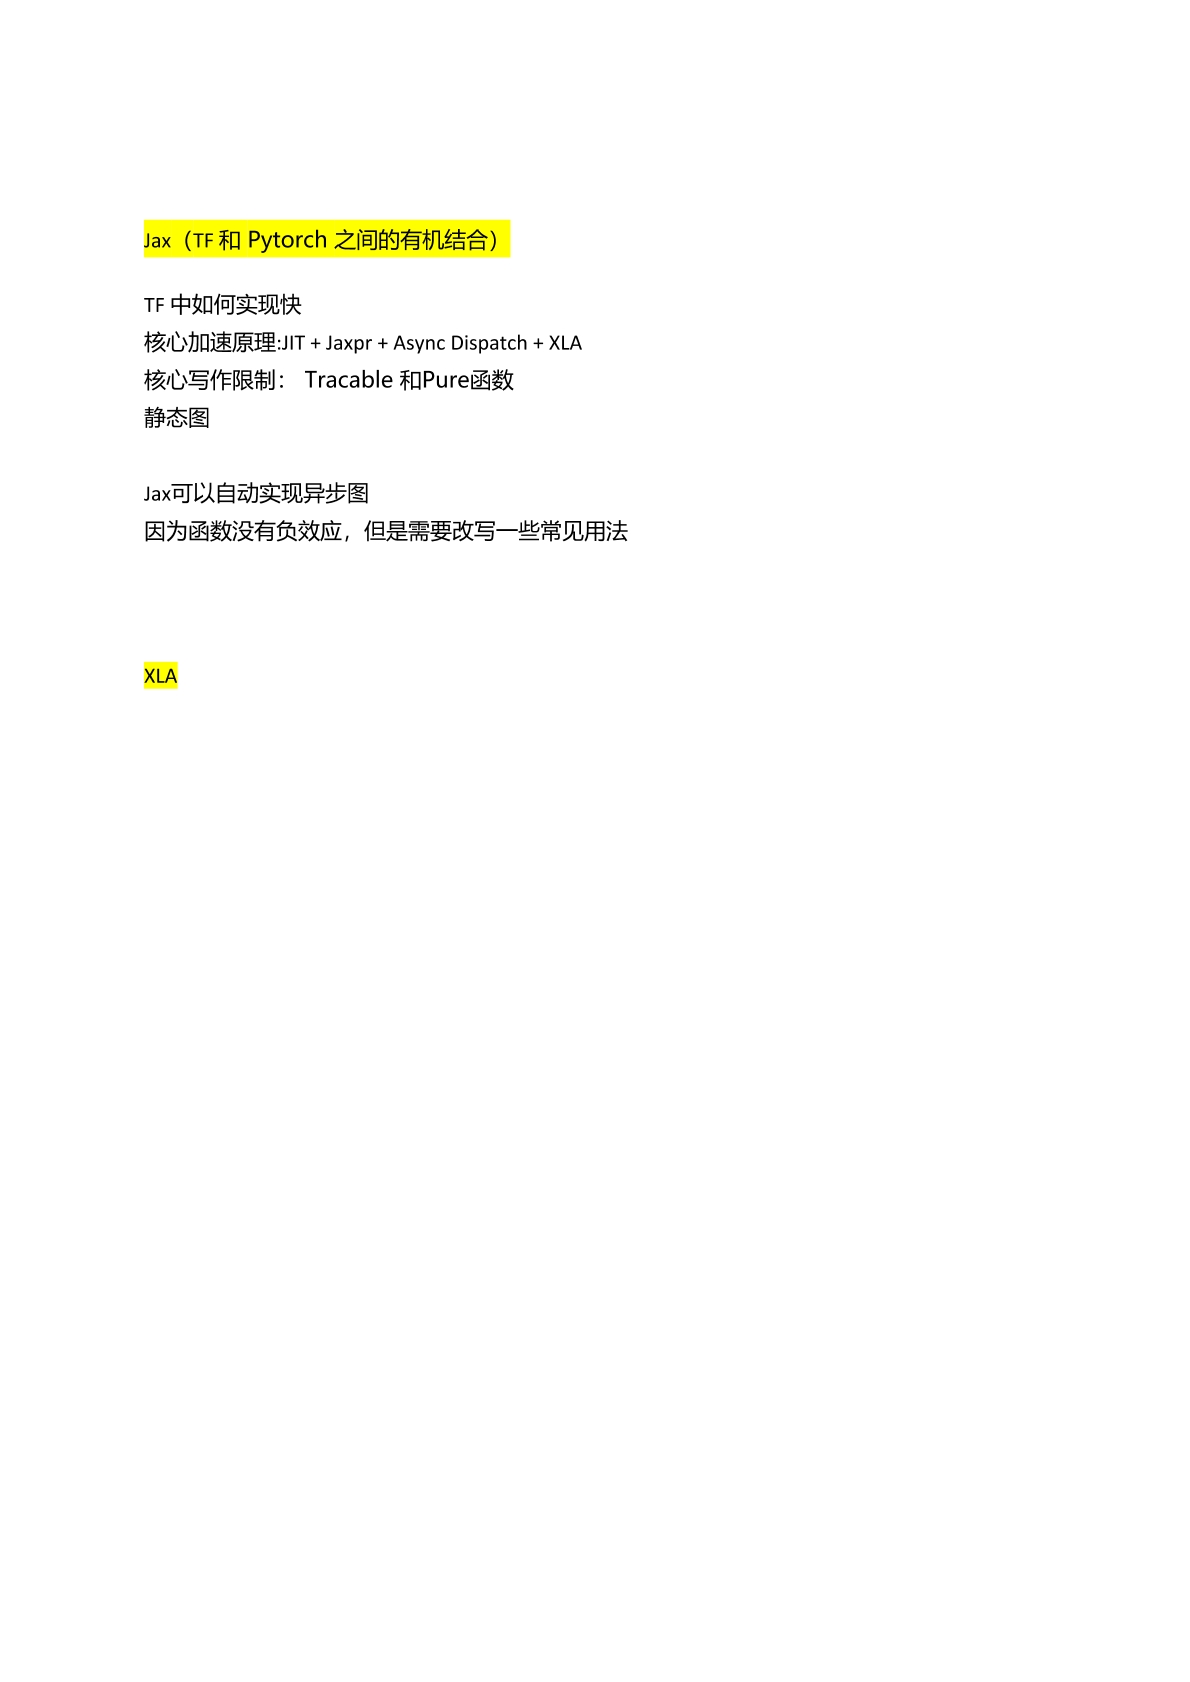 Jax（TF 和 Pytorch 之间的有机结合）
TF 中如何实现快
核心加速原理:JIT + Jaxpr + Async Dispatch + XLA
核心写作限制： Tracable 和Pure函数
静态图
Jax可以自动实现异步图
因为函数没有负效应，但是需要改写一些常见用法
XLA